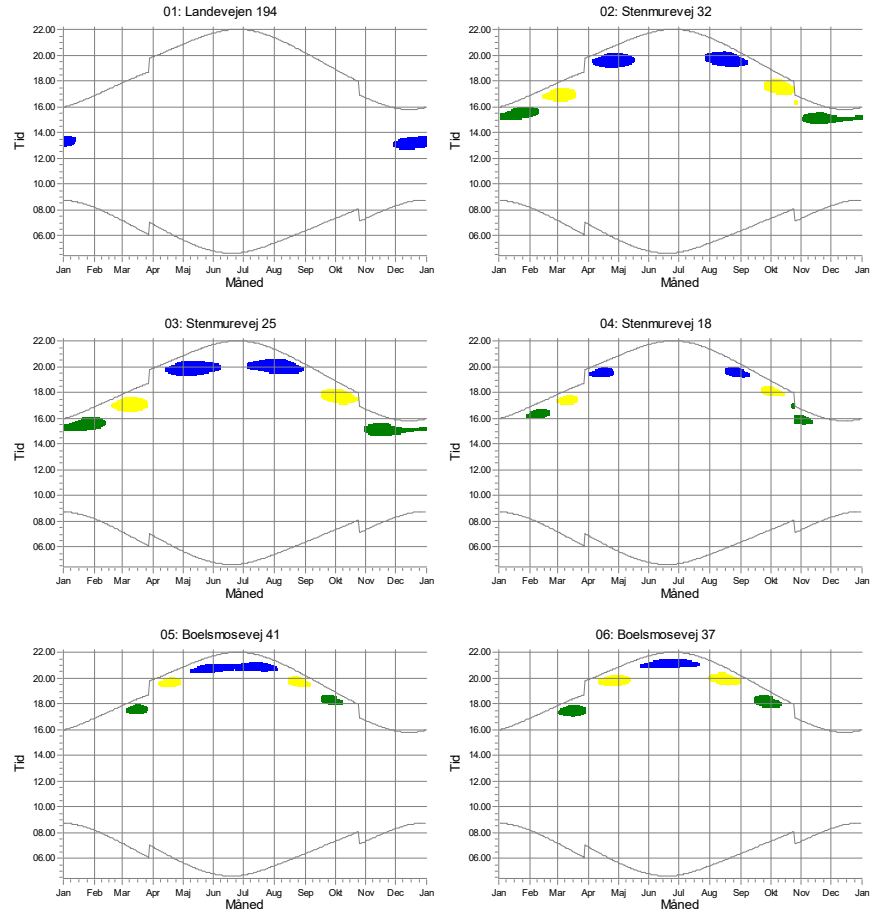 01: Landevejen 194
22.00
20.00
18.00
16.00
14.00
12.00
10.00
08.00
06.00
Tid
Jan Feb Mar Apr Maj Jun Jul Aug Sep Okt Nov Dec Jan
Måned
02: Stenmurevej 32
22.00
20.00
18.00
16.00
14.00
12.00
10.00
08.00
06.00
Tid
Jan Feb Mar Apr Maj Jun Jul Aug Sep Okt Nov Dec Jan
Måned
03: Stenmurevej 25
22.00
20.00
18.00
16.00
14.00
12.00
10.00
08.00
06.00
Tid
Jan Feb Mar Apr Maj Jun Jul Aug Sep Okt Nov Dec Jan
Måned
04: Stenmurevej 18
22.00
20.00
18.00
16.00
14.00
12.00
10.00
08.00
06.00
Tid
Jan Feb Mar Apr Maj Jun Jul Aug Sep Okt Nov Dec Jan
Måned
05: Boelsmosevej 41
22.00
20.00
18.00
16.00
14.00
12.00
10.00
08.00
06.00
Tid
Jan Feb Mar Apr Maj Jun Jul Aug Sep Okt Nov Dec Jan
Måned
06: Boelsmosevej 37
22.00
20.00
18.00
16.00
14.00
12.00
10.00
08.00
06.00
Tid
Jan Feb Mar Apr Maj Jun Jul Aug Sep Okt Nov Dec Jan
Måned